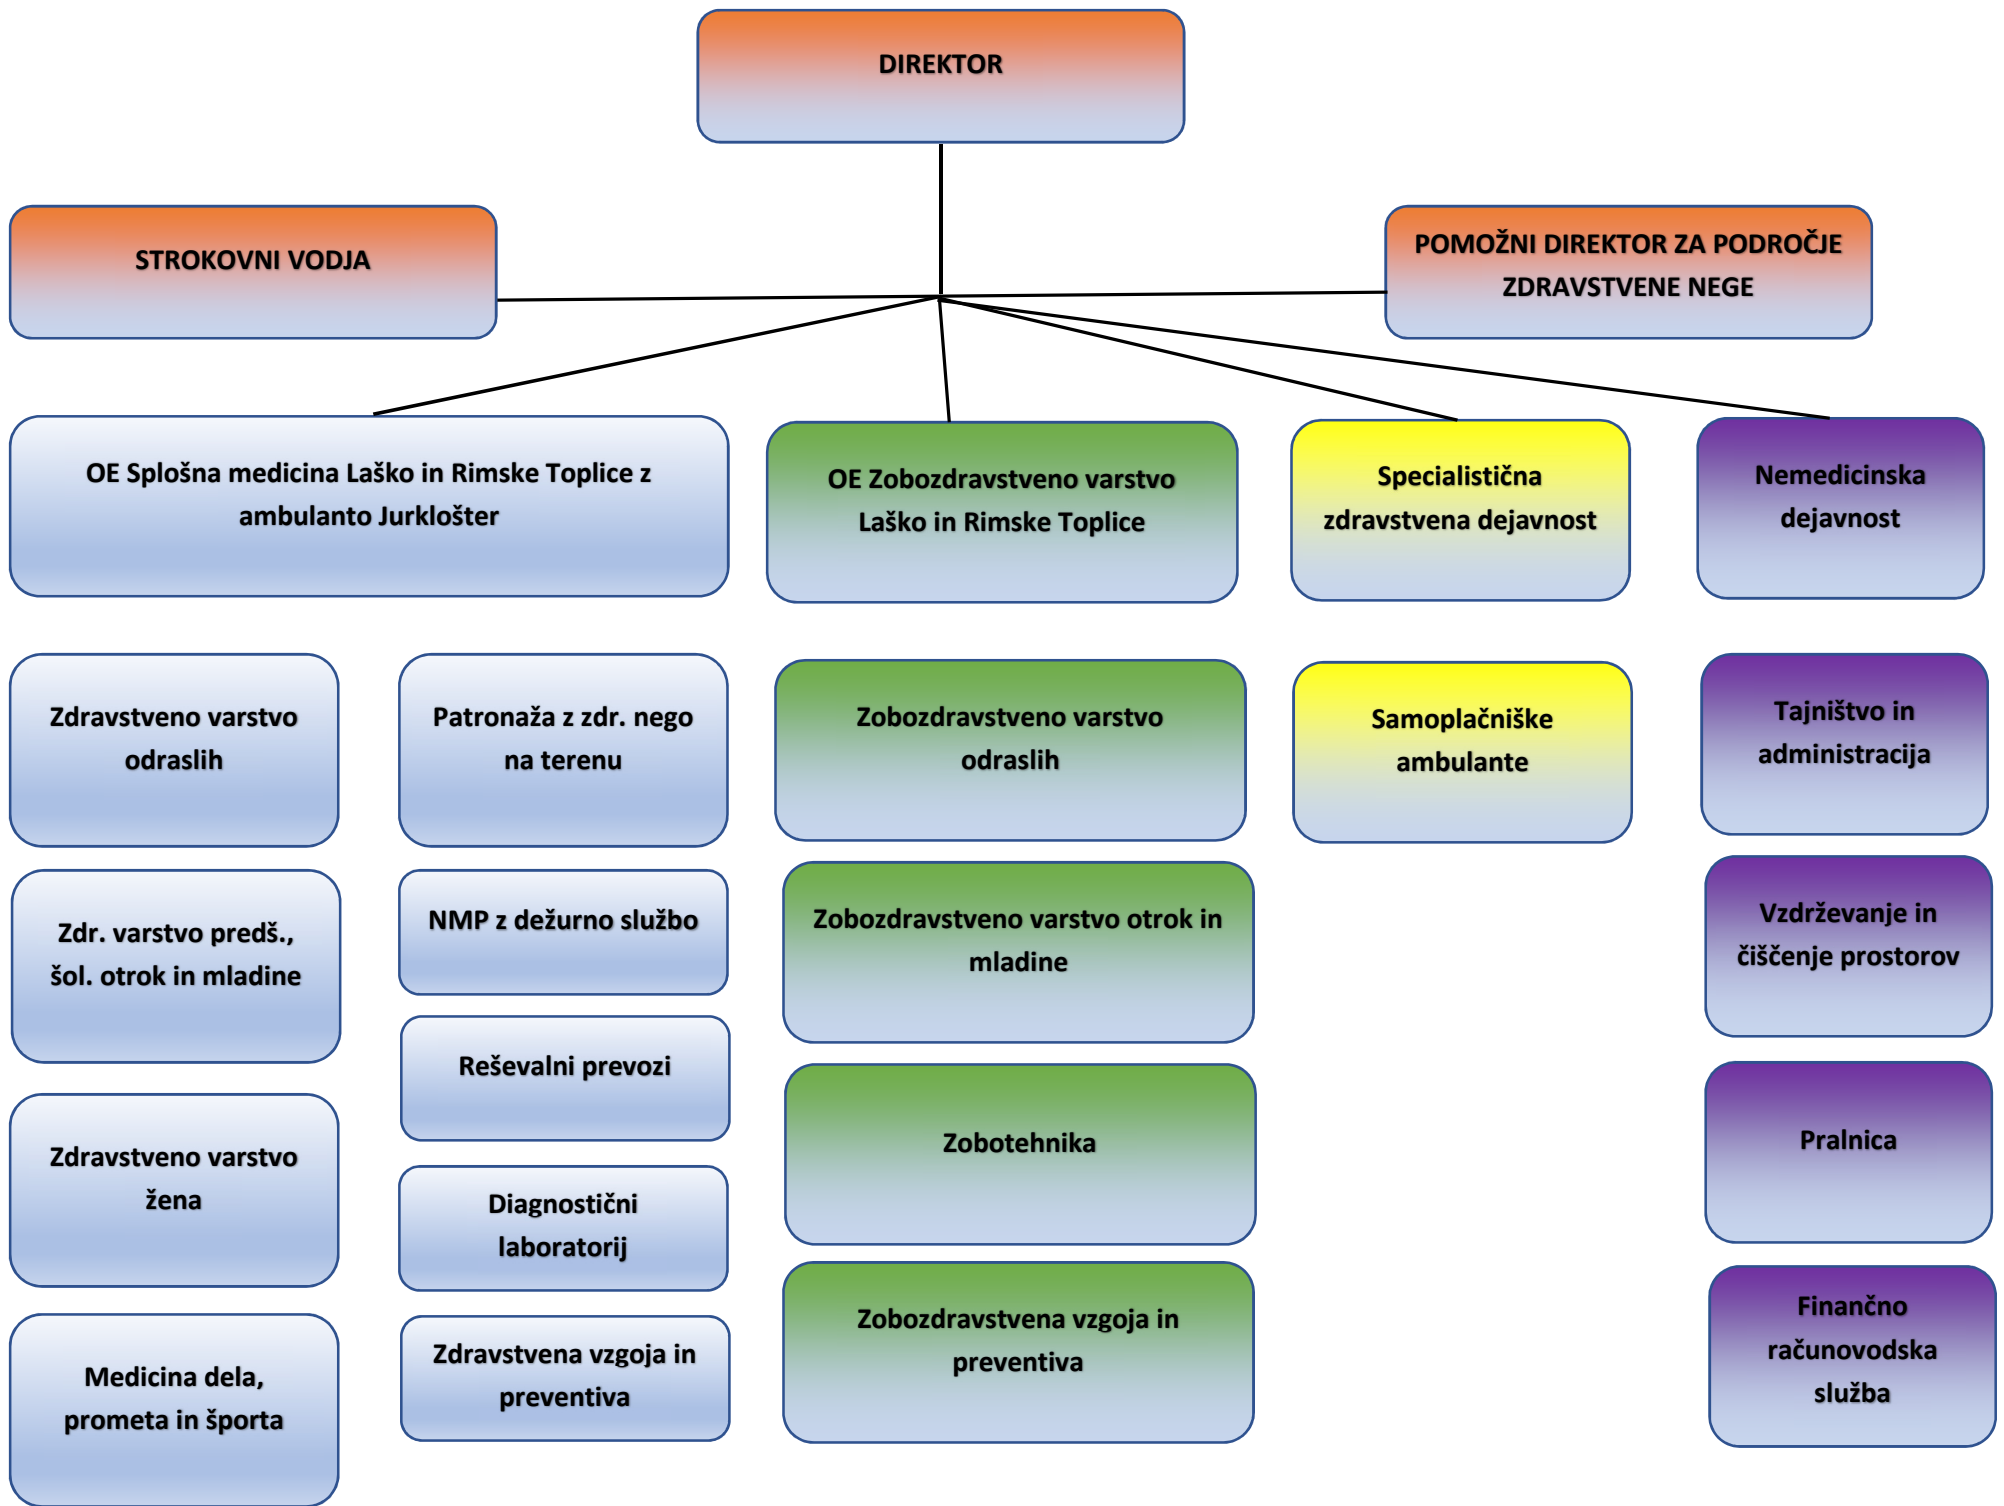 DIREKTOR
STROKOVNI VODJA
POMOŽNI DIREKTOR ZA PODROČJE
ZDRAVSTVENE NEGE
OE Splošna medicina Laško in Rimske Toplice z
ambulanto Jurklošter
OE Zobozdravstveno varstvo
Laško in Rimske Toplice
Specialistična
zdravstvena dejavnost
Nemedicinska
dejavnost
Zdravstveno varstvo
odraslih
Zdr. varstvo predš.,
šol. otrok in mladine
Zdravstveno varstvo
žena
Medicina dela,
prometa in športa
Patronaža z zdr. nego
na terenu
NMP z dežurno službo
Reševalni prevozi
Diagnostični
laboratorij
Zdravstvena vzgoja in
preventiva
Zobozdravstveno varstvo
odraslih
Zobozdravstveno varstvo otrok in
mladine
Zobotehnika
Zobozdravstvena vzgoja in
preventiva
Samoplačniške
ambulante
Tajništvo in
administracija
Vzdrževanje in
čiščenje prostorov
Pralnica
Finančno
računovodska
služba